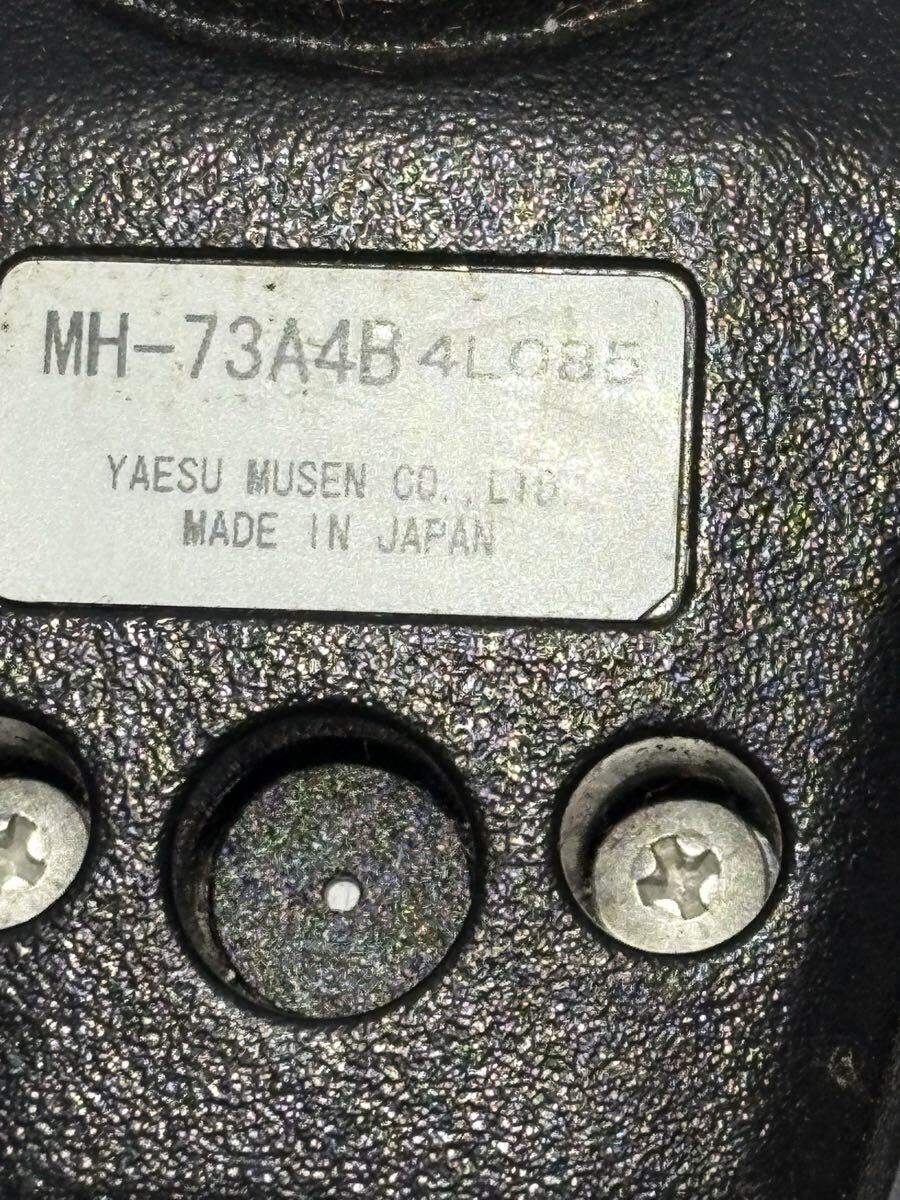 MH-73A4B 4L085
YAESU MUSEN CO.,LTD.
MADE IN JAPAN